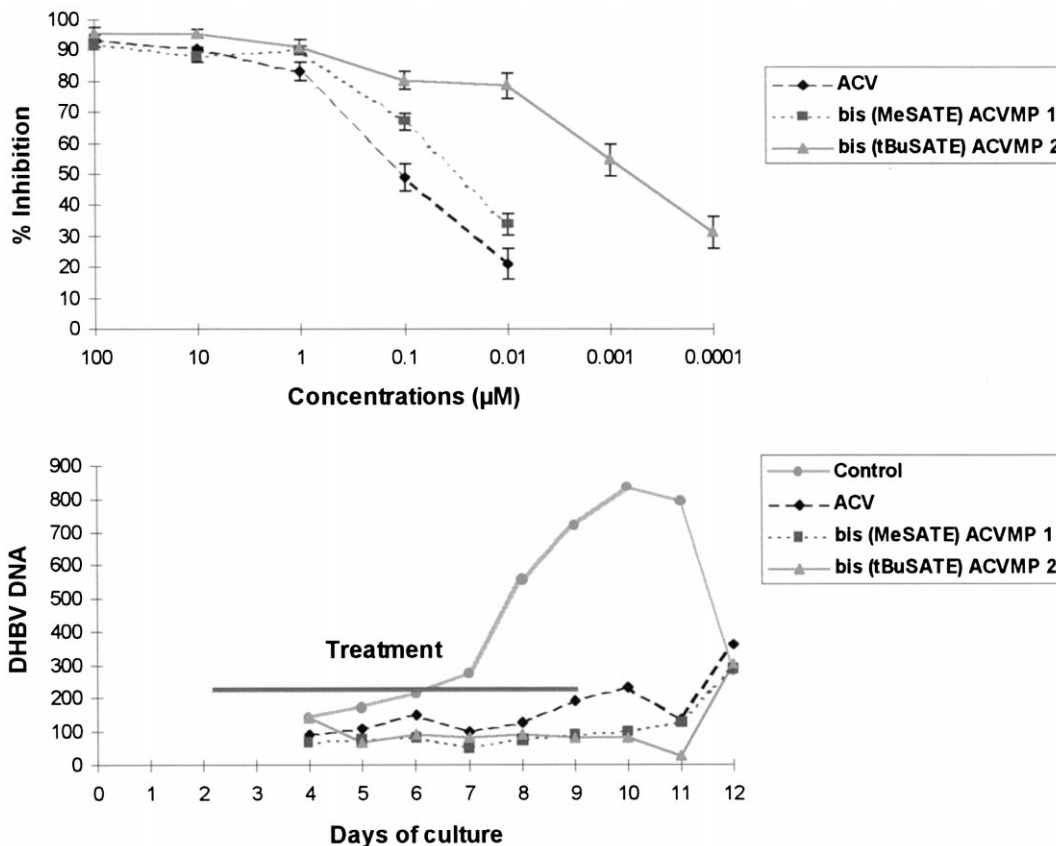 100
90
80
70
60
50
40
30
20
10
0
% Inhibition
100 10 1 0.1 0.01 0.001 0.0001
Concentrations (µM)
ACV
bis (MeSATE) ACVMP 1
bis (tBuSATE) ACVMP 2
900
800
700
600
500
400
300
200
100
0
DHBV DNA
Treatment
0 1 2 3 4 5 6 7 8 9 10 11 12
Days of culture
Control
ACV
bis (MeSATE) ACVMP 1
bis (tBuSATE) ACVMP 2